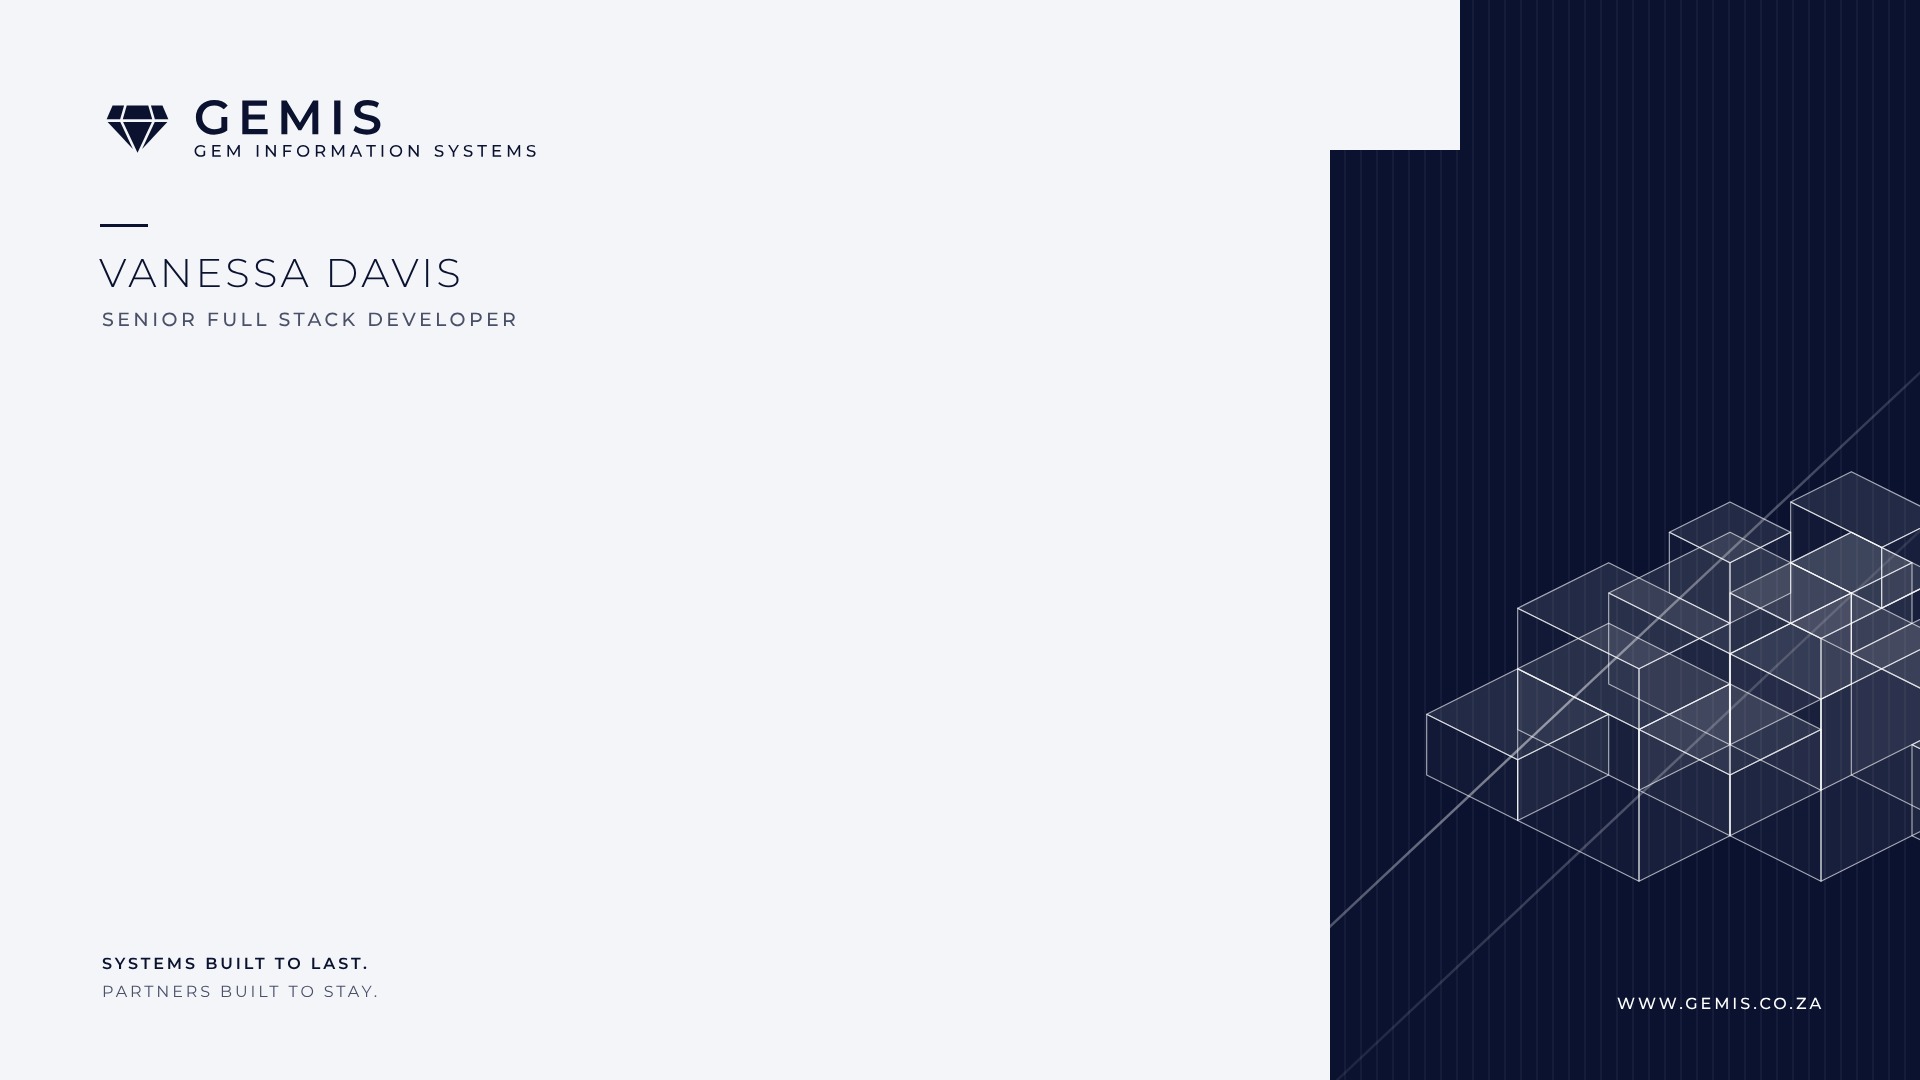 GEMIS
GEM INFORMATION SYSTEMS
VANESSA DAVIS
SENIOR FULL STACK DEVELOPER
SYSTEMS BUILT TO LAST.
PARTNERS BUILT TO STAY.
WWW.GEMIS.CO.ZA